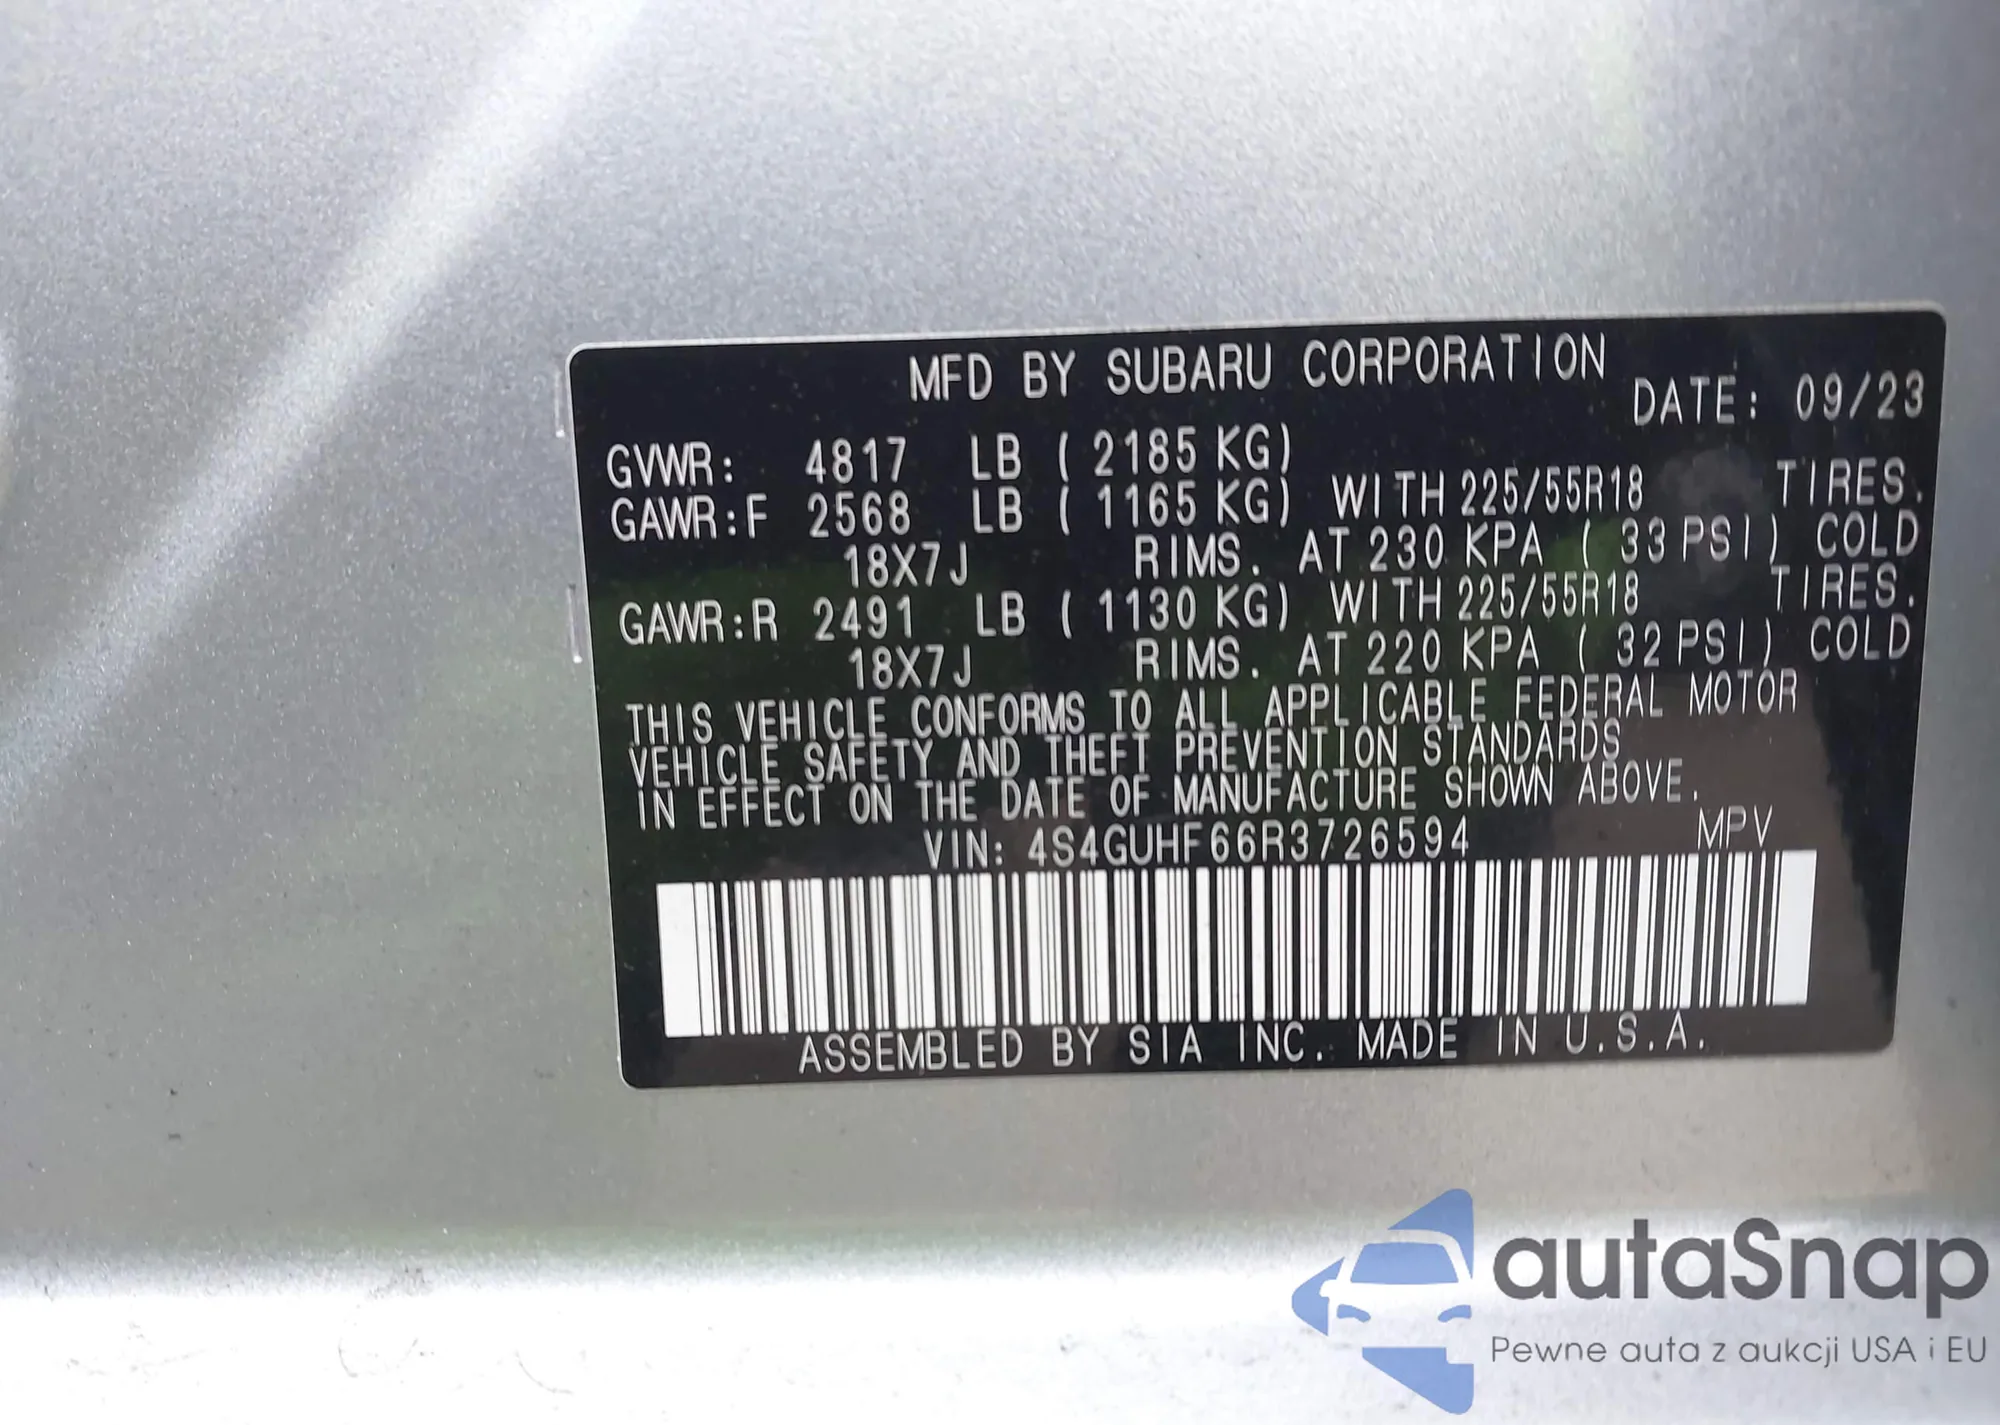 MFD BY SUBARU CORPORATION
DATE: 09/23
GVWR: 4817 LB ( 2185 KG)
GAWR:F 2568 LB ( 1165 KG) WITH 225/55R18 TIRES.
18X7J RIMS. AT 230 KPA ( 33 PSI) COLD
GAWR:R 2491 LB ( 1130 KG) WITH 225/55R18 TIRES.
18X7J RIMS. AT 220 KPA ( 32 PSI) COLD
THIS VEHICLE CONFORMS TO ALL APPLICABLE FEDERAL MOTOR
VEHICLE SAFETY AND THEFT PREVENTION STANDARDS
IN EFFECT ON THE DATE OF MANUFACTURE SHOWN ABOVE.
VIN: 4S4GUHF66R3726594 MPV
ASSEMBLED BY SIA INC. MADE IN U.S.A.
autaSnap
Pewne auta z aukcji USA i EU